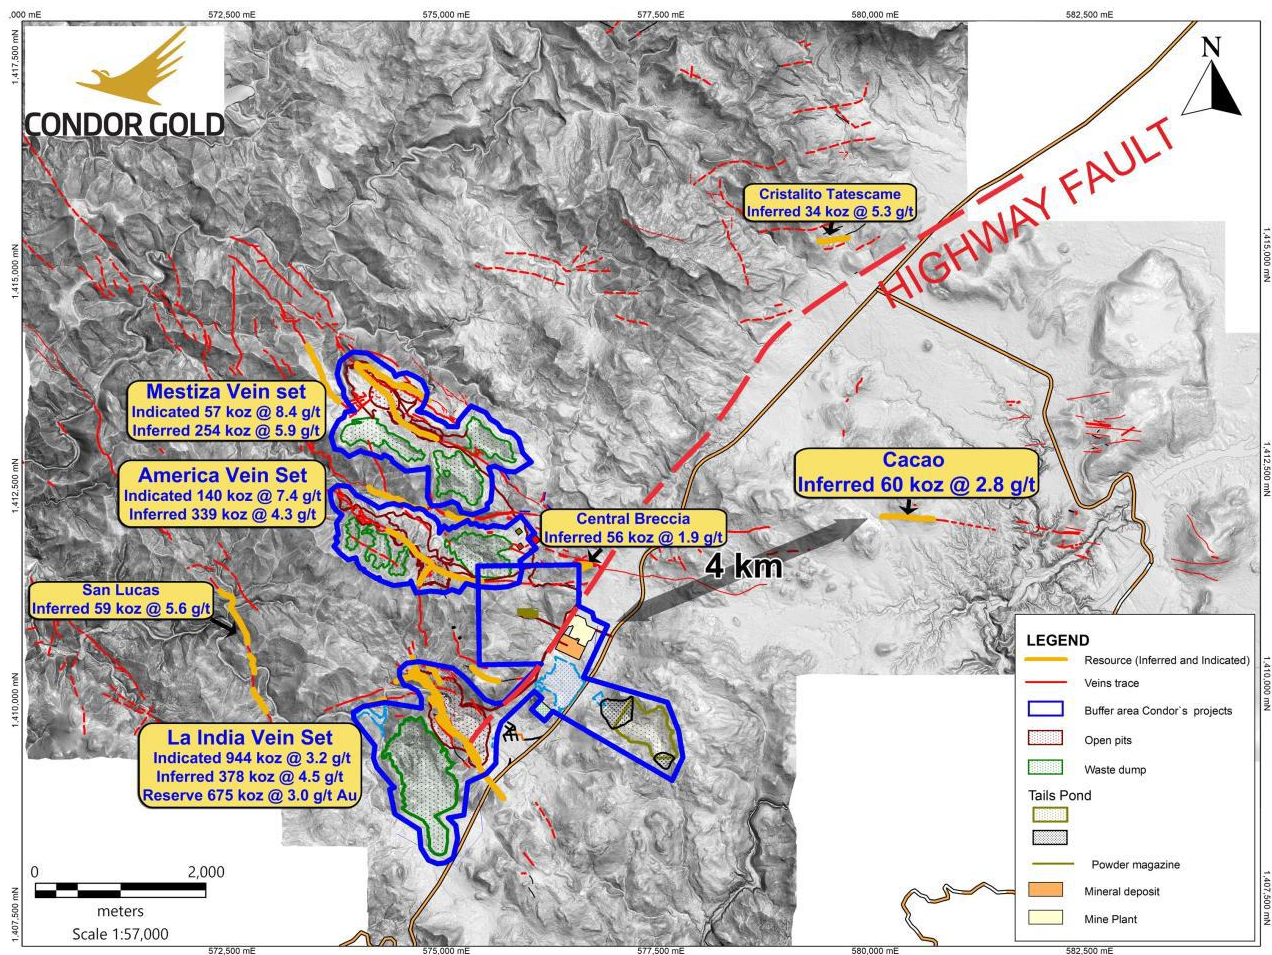 ,000 mE
572,500 mE
575,000 mE
577,500 mE
580,000 mE
582,500 mE
1,417,500 mN
CONDOR GOLD
N
HIGHWAY FAULT
Cristalito Tatescame
Inferred 34 koz @ 5.3 g/t
1,415,000 mN
1,415,000 mN
Mestiza Vein set
Indicated 57 koz @ 8.4 g/t
Inferred 254 koz @ 5.9 g/t
America Vein Set
Indicated 140 koz @ 7.4 g/t
Inferred 339 koz @ 4.3 g/t
Cacao
Inferred 60 koz @ 2.8 g/t
1,412,500 mN
1,412,500 mN
Central Breccia
Inferred 56 koz @ 1.9 g/t
4 km
San Lucas
Inferred 59 koz @ 5.6 g/t
La India Vein Set
Indicated 944 koz @ 3.2 g/t
Inferred 378 koz @ 4.5 g/t
Reserve 675 koz @ 3.0 g/t Au
1,410,000 mN
1,410,000 mN
LEGEND
Resource (Inferred and Indicated)
Veins trace
Buffer area Condor`s projects
Open pits
Waste dump
Tails Pond
Powder magazine
Mineral deposit
Mine Plant
0 2,000
meters
Scale 1:57,000
1,407,500 mN
1,407,500 mN
572,500 mE
575,000 mE
577,500 mE
580,000 mE
582,500 mE